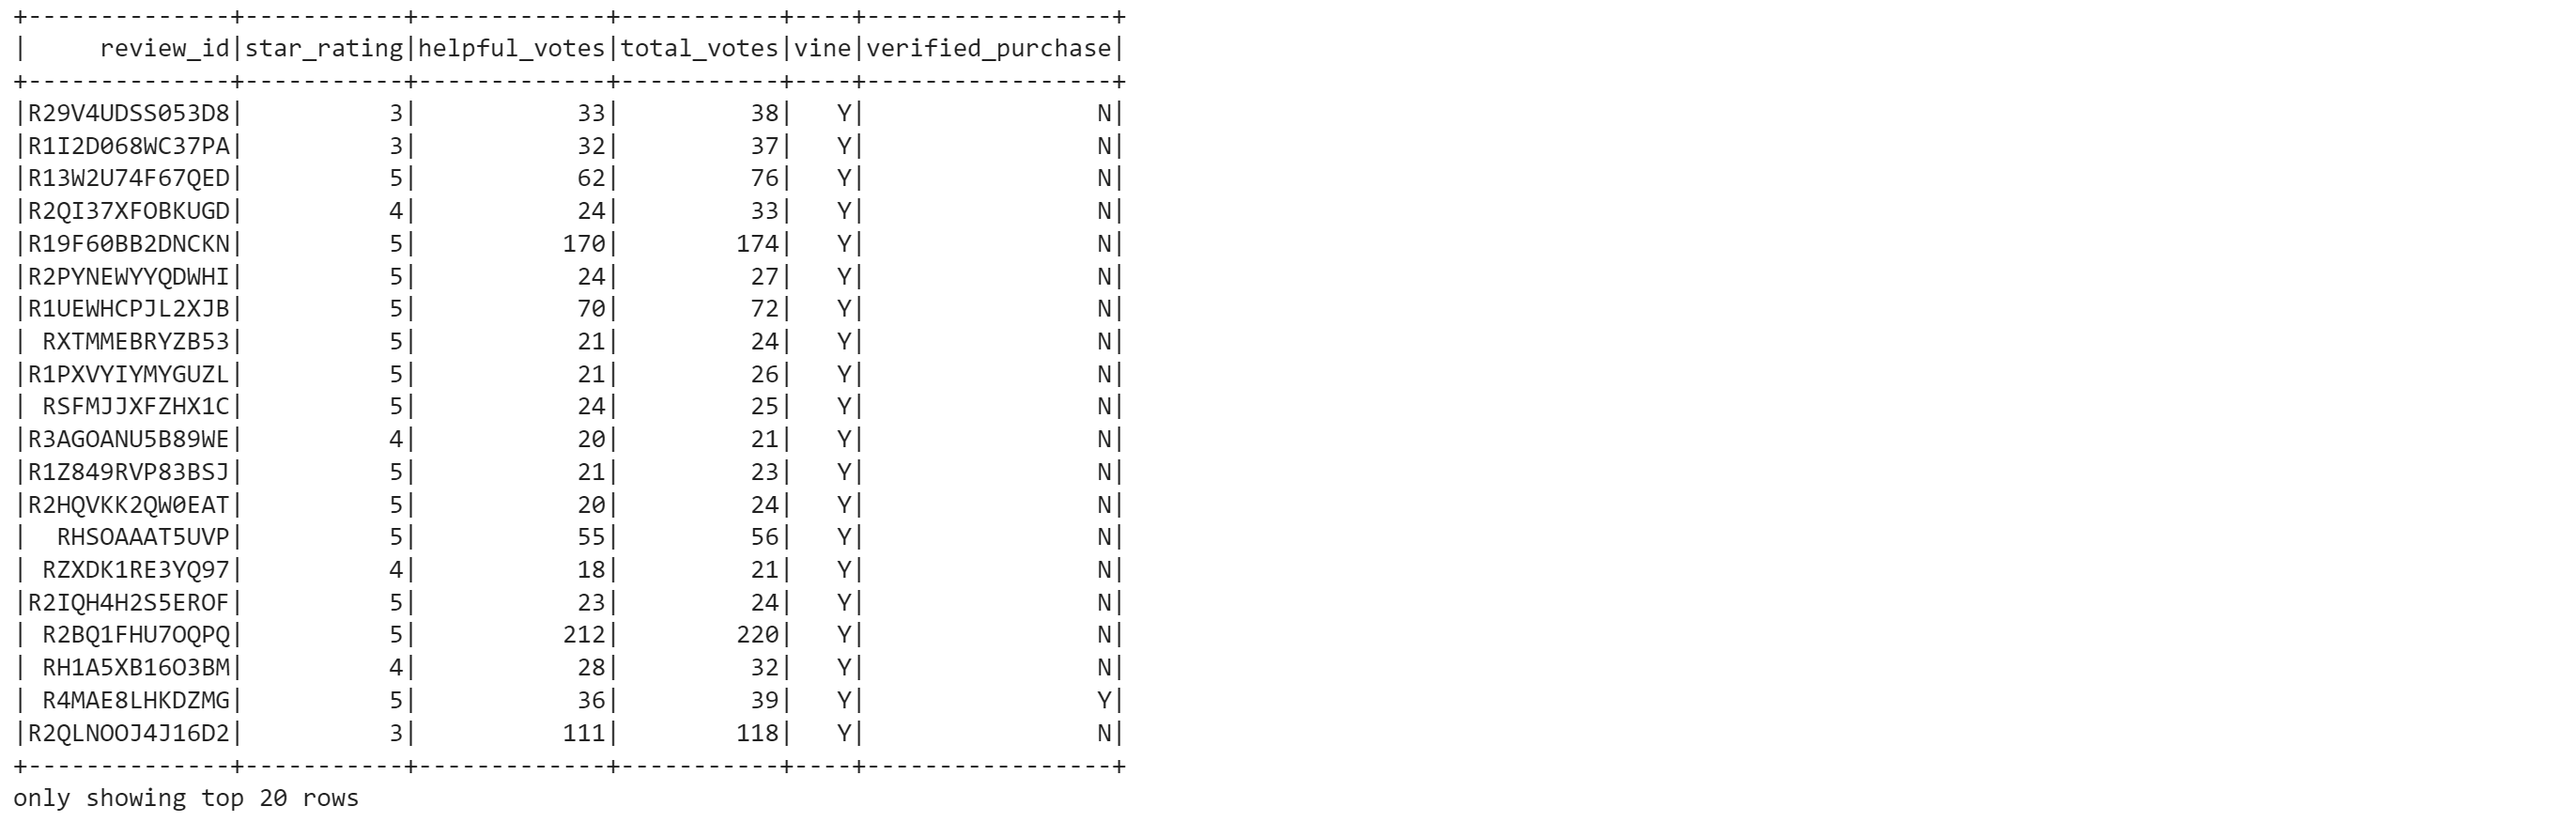 +--------------+-----------+-------------+-----------+----+-----------------+
|     review_id|star_rating|helpful_votes|total_votes|vine|verified_purchase|
+--------------+-----------+-------------+-----------+----+-----------------+
|R29V4UDSS053D8|          3|           33|         38|   Y|                N|
|R1I2D068WC37PA|          3|           32|         37|   Y|                N|
|R13W2U74F67QED|          5|           62|         76|   Y|                N|
|R2QI37XFOBKUGD|          4|           24|         33|   Y|                N|
|R19F60BB2DNCKN|          5|          170|        174|   Y|                N|
|R2PYNEWYYQDWHI|          5|           24|         27|   Y|                N|
|R1UEWHCPJL2XJB|          5|           70|         72|   Y|                N|
| RXTMMEBRYZB53|          5|           21|         24|   Y|                N|
|R1PXVYIYMYGUZL|          5|           21|         26|   Y|                N|
| RSFMJJXFZHX1C|          5|           24|         25|   Y|                N|
|R3AGOANU5B89WE|          4|           20|         21|   Y|                N|
|R1Z849RVP83BSJ|          5|           21|         23|   Y|                N|
|R2HQVKK2QW0EAT|          5|           20|         24|   Y|                N|
|  RHSOAAAT5UVP|          5|           55|         56|   Y|                N|
| RZXDK1RE3YQ97|          4|           18|         21|   Y|                N|
|R2IQH4H2S5EROF|          5|           23|         24|   Y|                N|
| R2BQ1FHU7OQPQ|          5|          212|        220|   Y|                N|
| RH1A5XB16O3BM|          4|           28|         32|   Y|                N|
| R4MAE8LHKDZMG|          5|           36|         39|   Y|                Y|
|R2QLNOOJ4J16D2|          3|          111|        118|   Y|                N|
+--------------+-----------+-------------+-----------+----+-----------------+
only showing top 20 rows